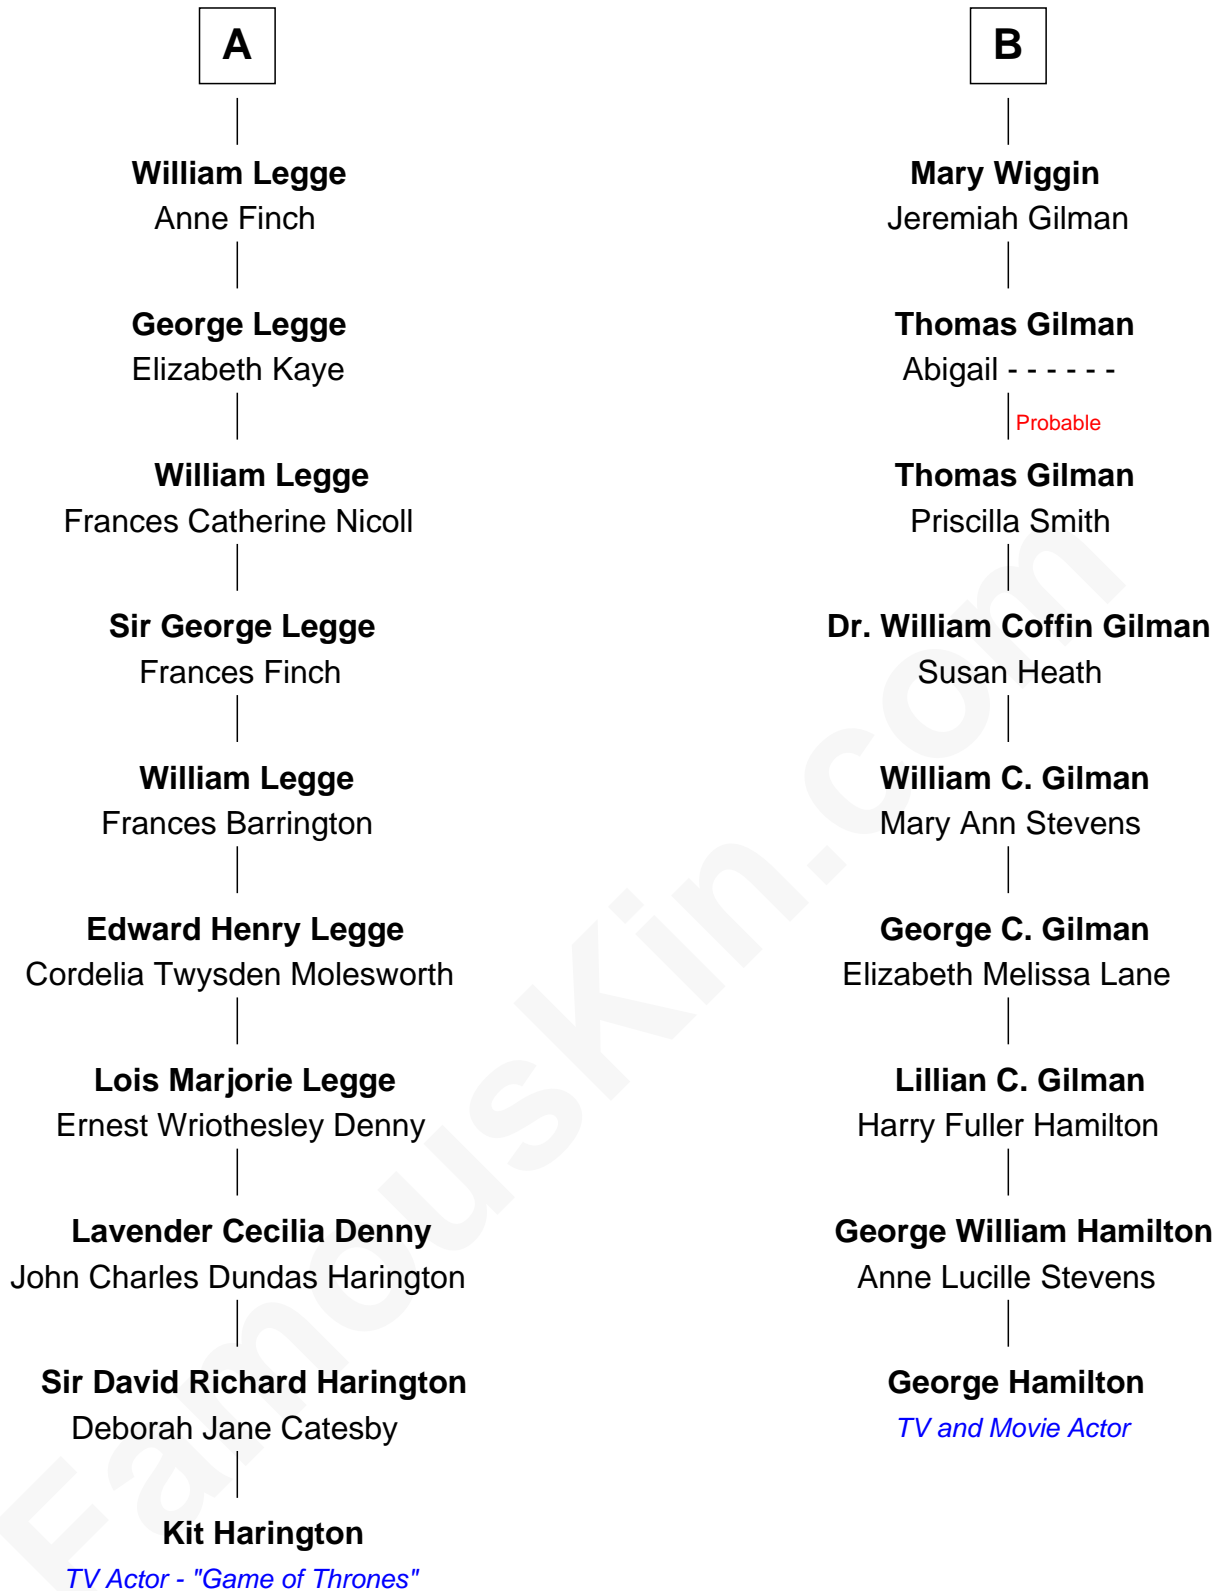 A
William Legge
Anne Finch
George Legge
Elizabeth Kaye
William Legge
Frances Catherine Nicoll
Sir George Legge
Frances Finch
William Legge
Frances Barrington
Edward Henry Legge
Cordelia Twysden Molesworth
Lois Marjorie Legge
Ernest Wriothesley Denny
Lavender Cecilia Denny
John Charles Dundas Harington
Sir David Richard Harington
Deborah Jane Catesby
Kit Harington
TV Actor - "Game of Thrones"
B
Mary Wiggin
Jeremiah Gilman
Thomas Gilman
Abigail - - - - - -
Probable
Thomas Gilman
Priscilla Smith
Dr. William Coffin Gilman
Susan Heath
William C. Gilman
Mary Ann Stevens
George C. Gilman
Elizabeth Melissa Lane
Lillian C. Gilman
Harry Fuller Hamilton
George William Hamilton
Anne Lucille Stevens
George Hamilton
TV and Movie Actor
FamousKin.com